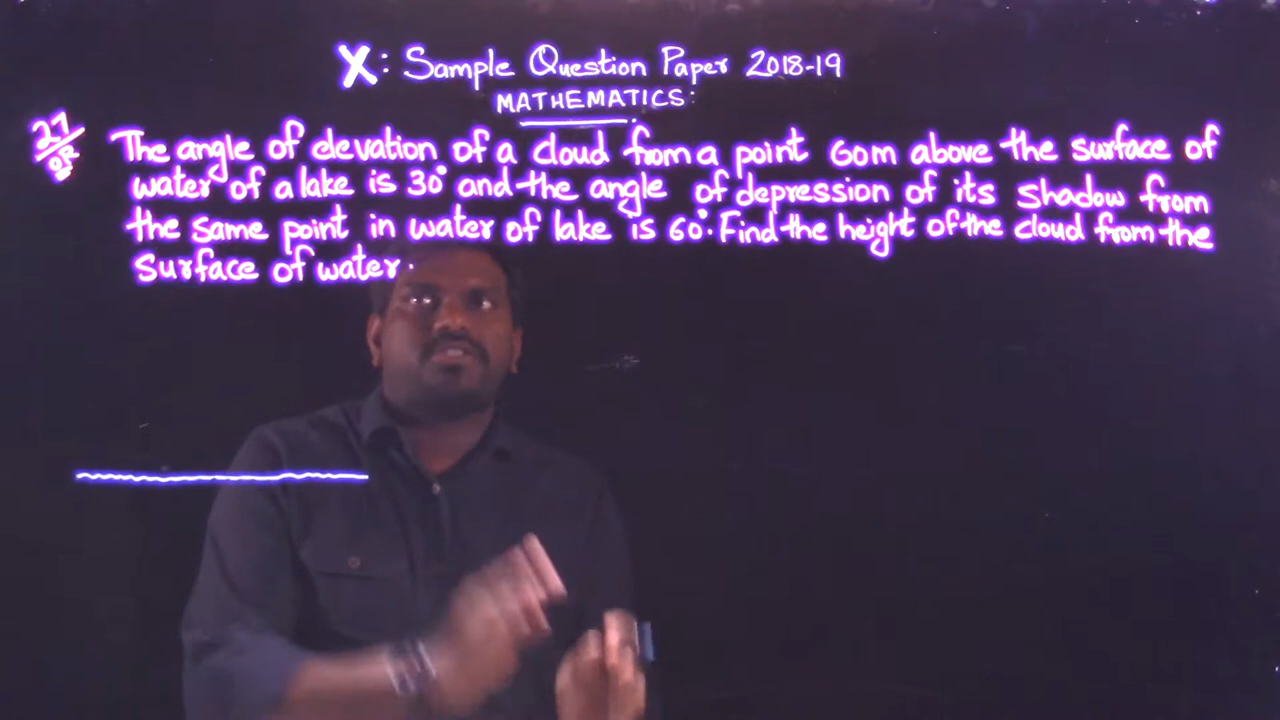 X: Sample Question Paper 2018-19
MATHEMATICS:
27/OR
The angle of elevation of a cloud from a point 60m above the surface of
water of a lake is 30° and the angle of depression of its shadow from
the same point in water of lake is 60°. Find the height of the cloud from the
surface of water.